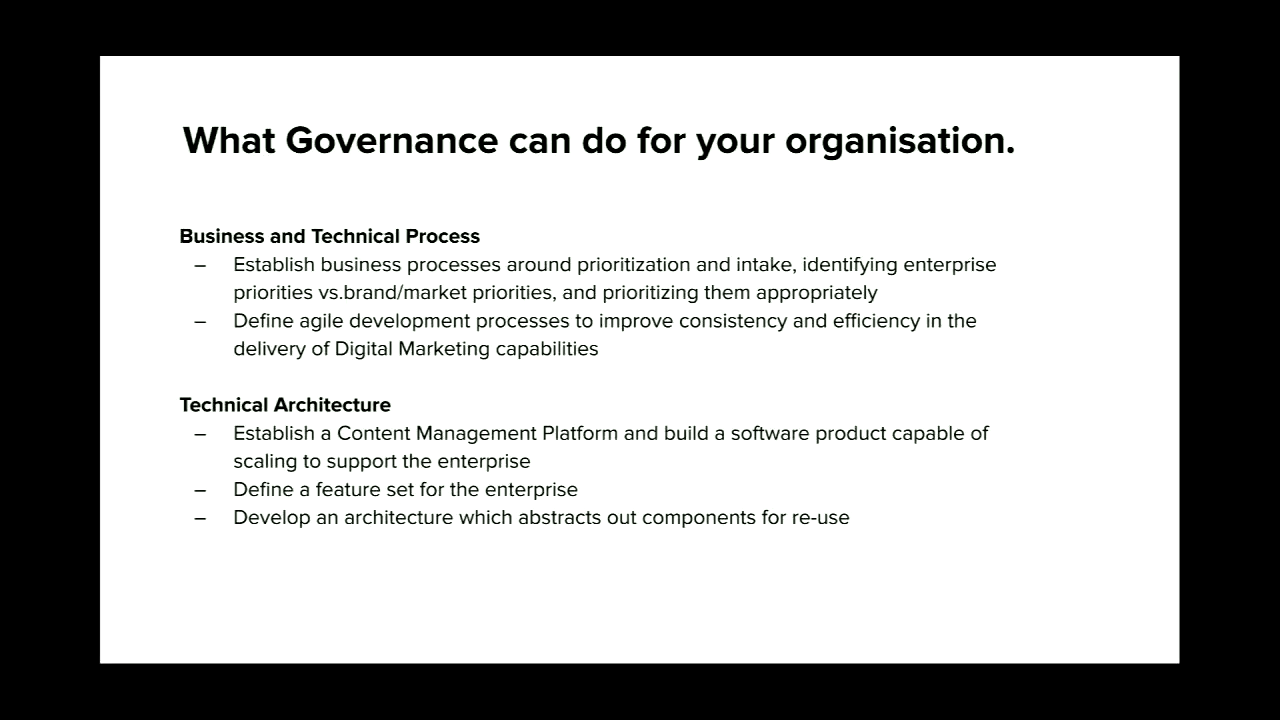 What Governance can do for your organisation.
Business and Technical Process
– Establish business processes around prioritization and intake, identifying enterprise
priorities vs.brand/market priorities, and prioritizing them appropriately
– Define agile development processes to improve consistency and efficiency in the
delivery of Digital Marketing capabilities
Technical Architecture
– Establish a Content Management Platform and build a software product capable of
scaling to support the enterprise
– Define a feature set for the enterprise
– Develop an architecture which abstracts out components for re-use